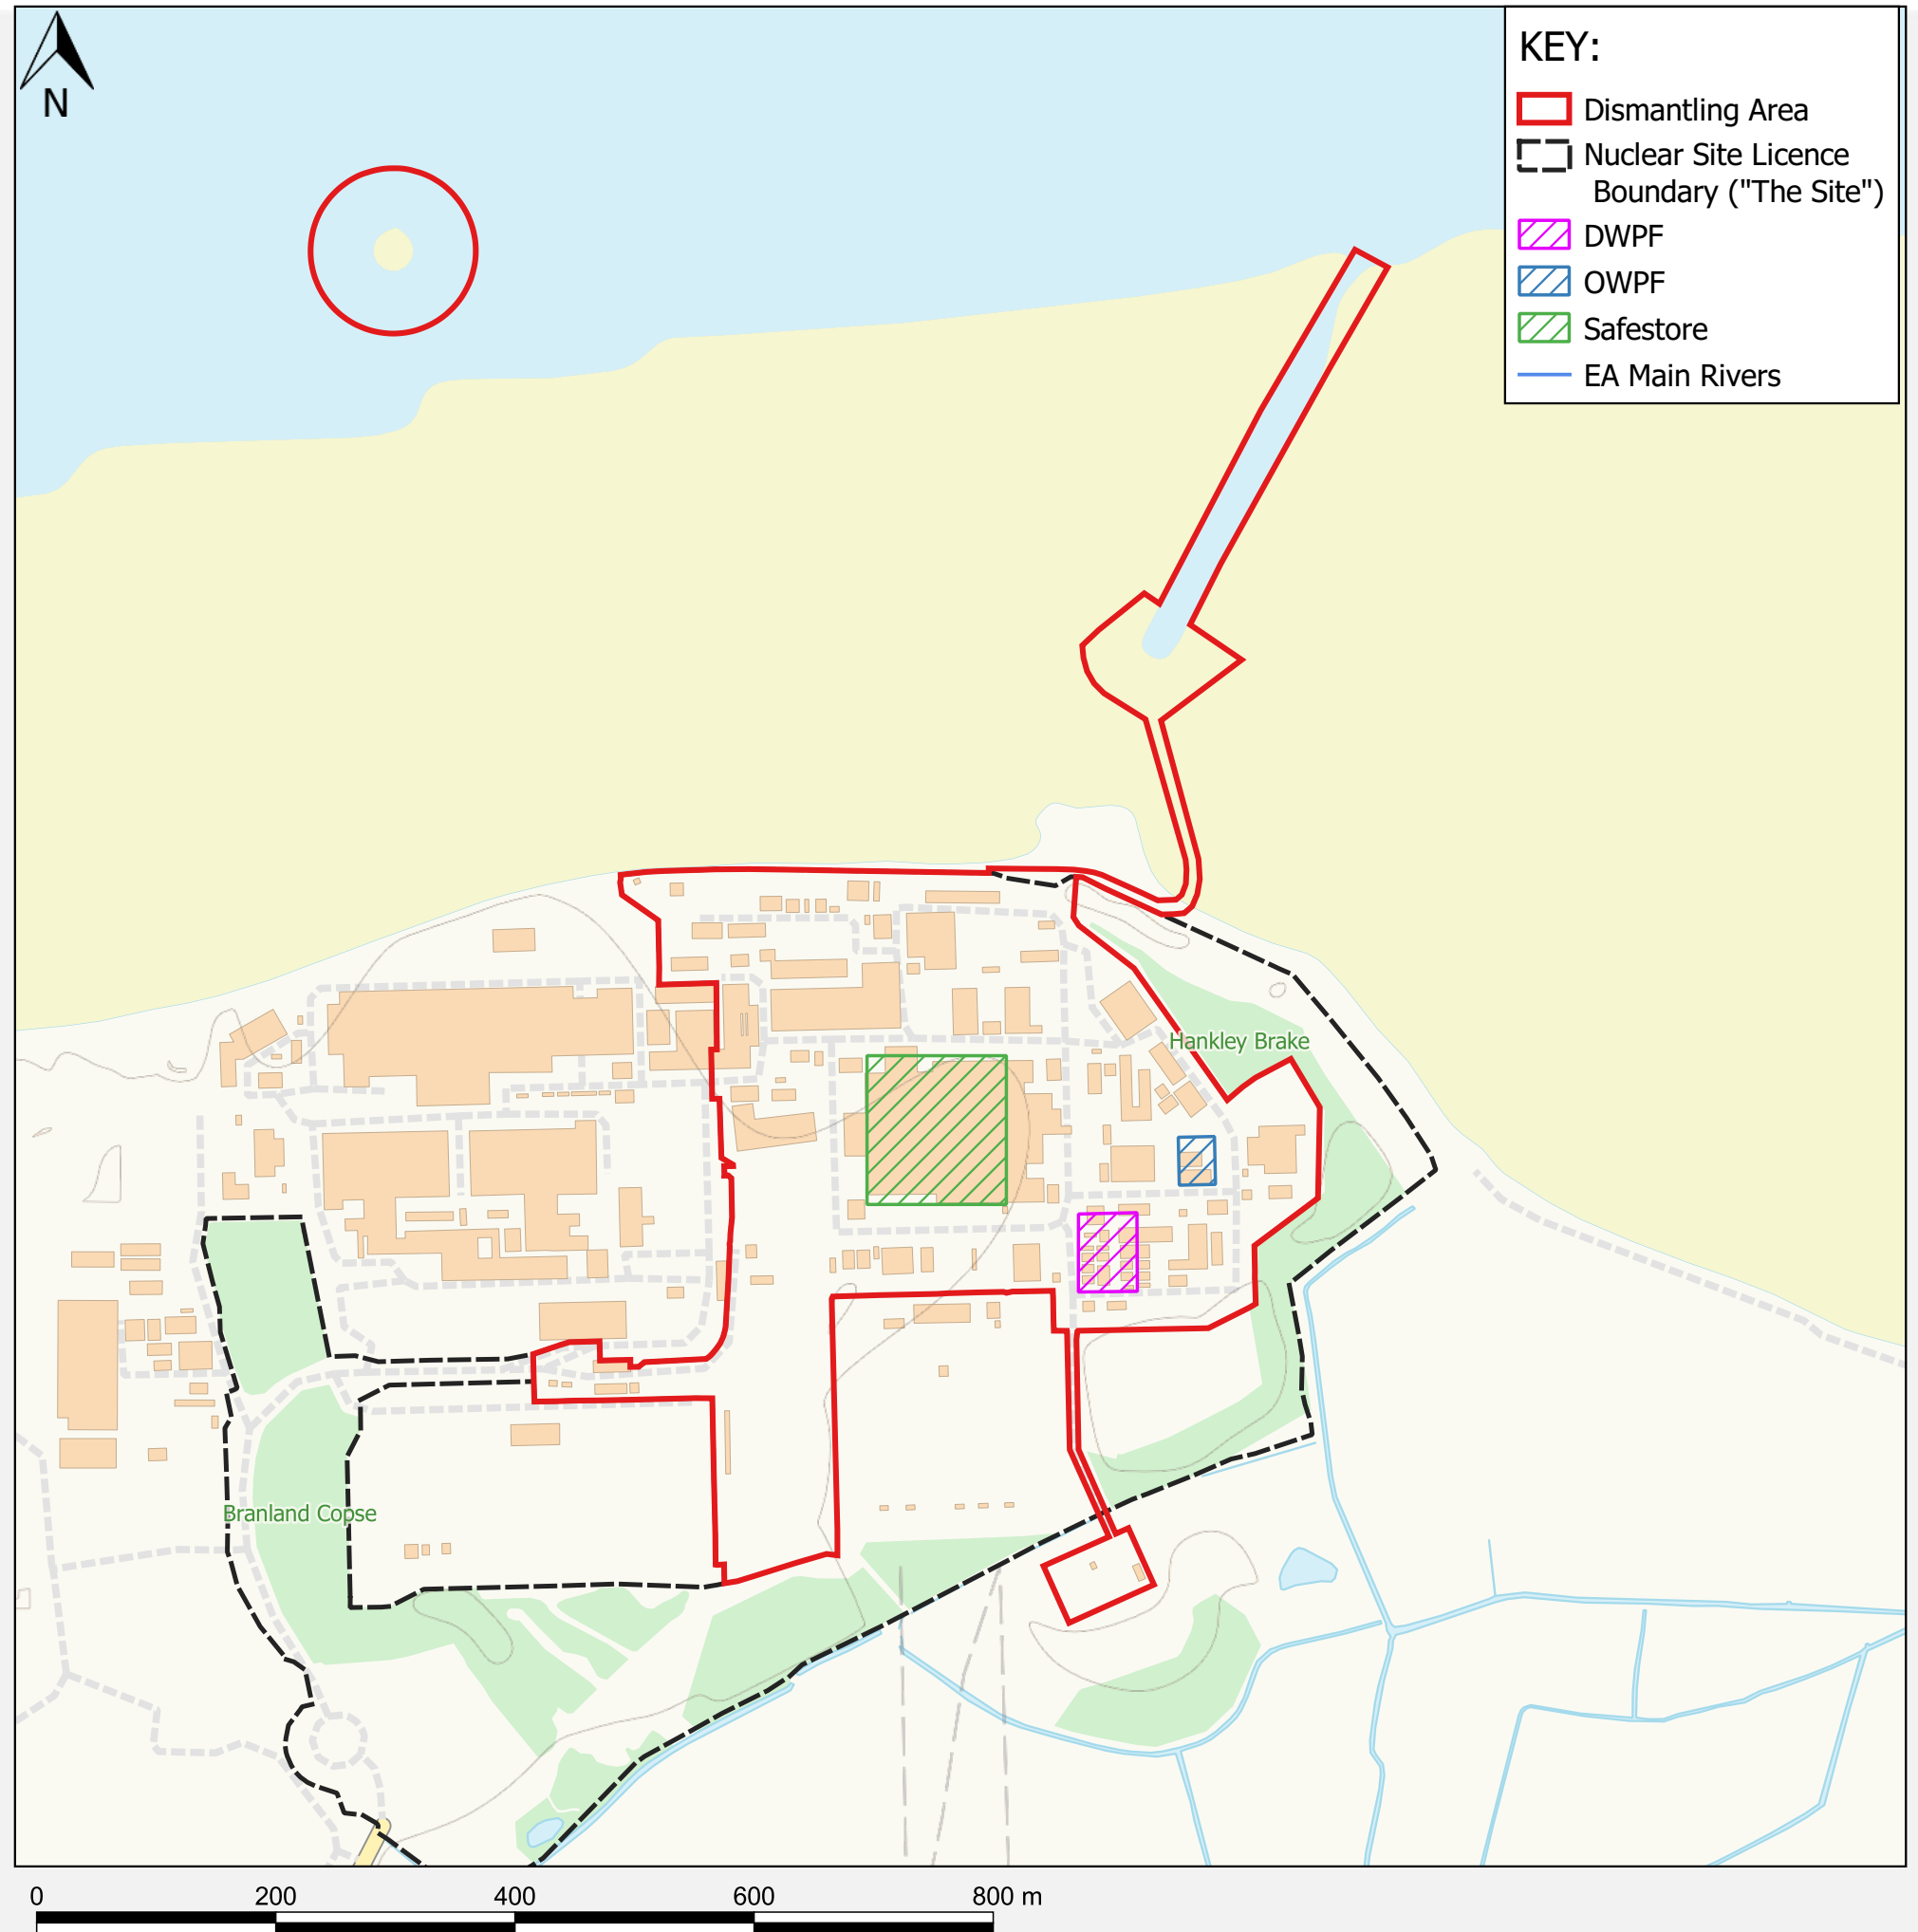 N
KEY:
Dismantling Area
Nuclear Site Licence
Boundary ("The Site")
DWPF
OWPF
Safestore
EA Main Rivers
Hankley Brake
Branland Copse
0 200 400 600 800 m